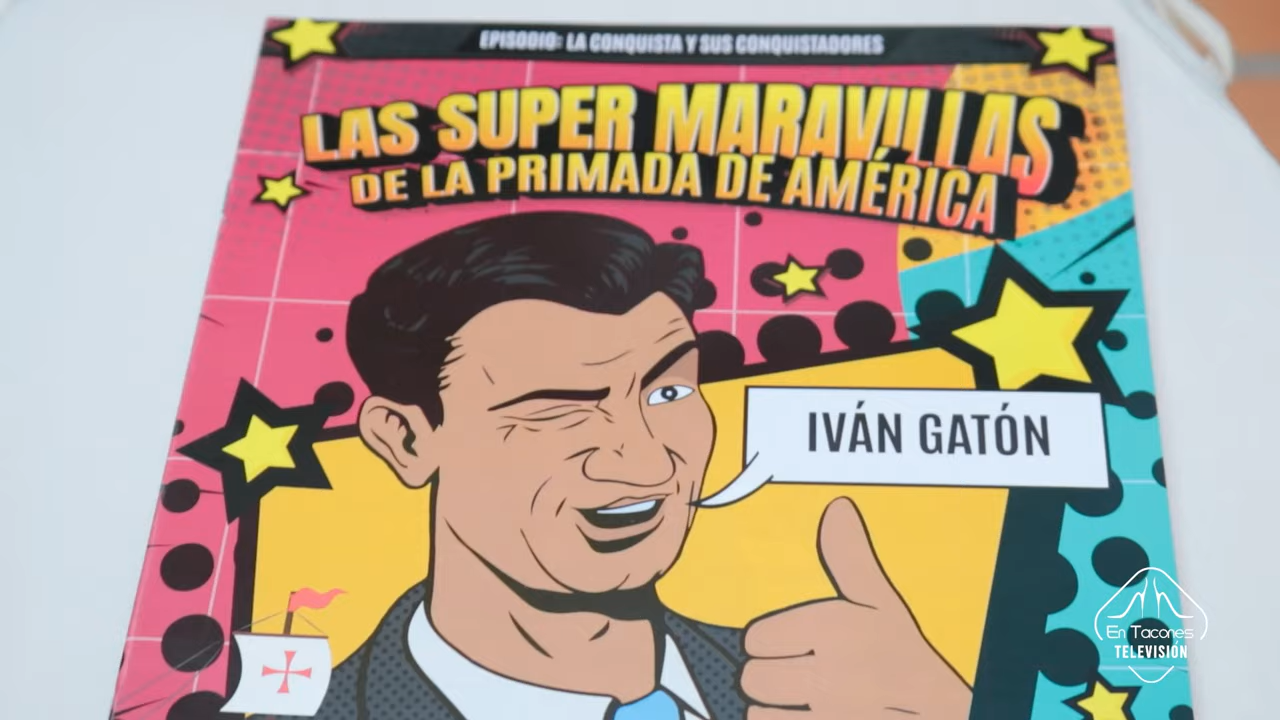 EPISODIO: LA CONQUISTA Y SUS CONQUISTADORES
LAS SUPER MARAVILLAS
DE LA PRIMADA DE AMÉRICA
IVÁN GATÓN
En Tacones
TELEVISIÓN